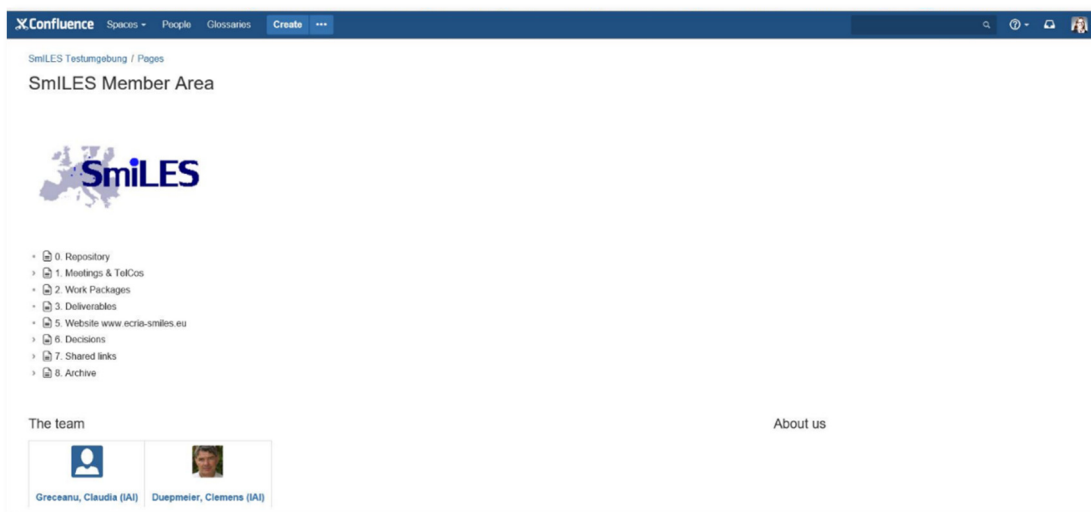 Confluence Spaces People Glossaries Create •••
SmILES Testumgebung / Pages
SmILES Member Area
SmiLES
0. Repository
1. Meetings & TelCos
2. Work Packages
3. Deliverables
5. Website www.ecria-smiles.eu
6. Decisions
7. Shared links
8. Archive
The team
About us
Greceanu, Claudia (IAI) Duepmeier, Clemens (IAI)